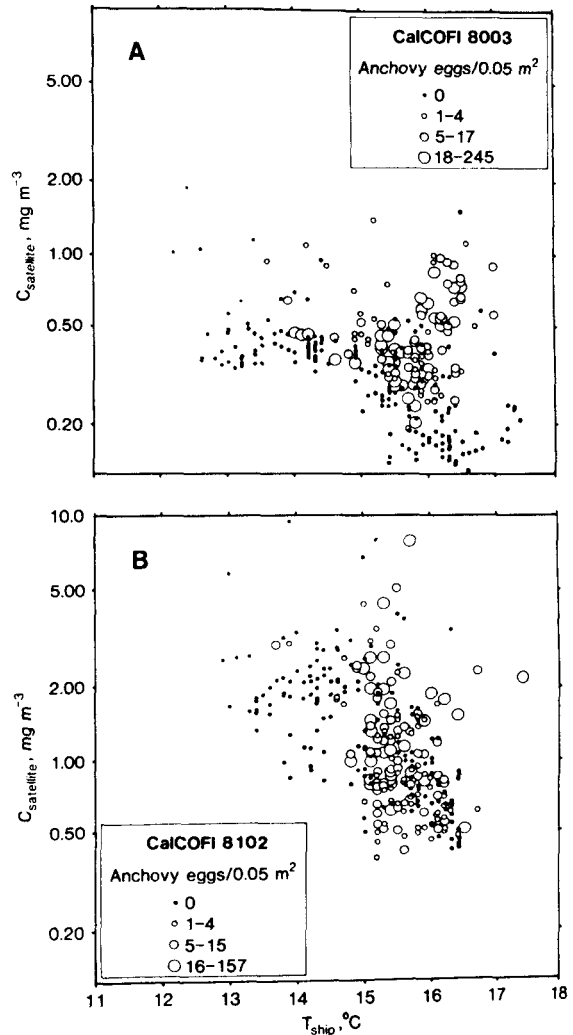 A
CalCOFI 8003
Anchovy eggs/0.05 m²
0
1–4
5–17
18–245
5.00
2.00
1.00
0.50
0.20
C_satellite, mg m⁻³
B
10.0
5.00
2.00
1.00
0.50
0.20
C_satellite, mg m⁻³
CalCOFI 8102
Anchovy eggs/0.05 m²
0
1–4
5–15
16–157
11 12 13 14 15 16 17 18
T_ship, °C